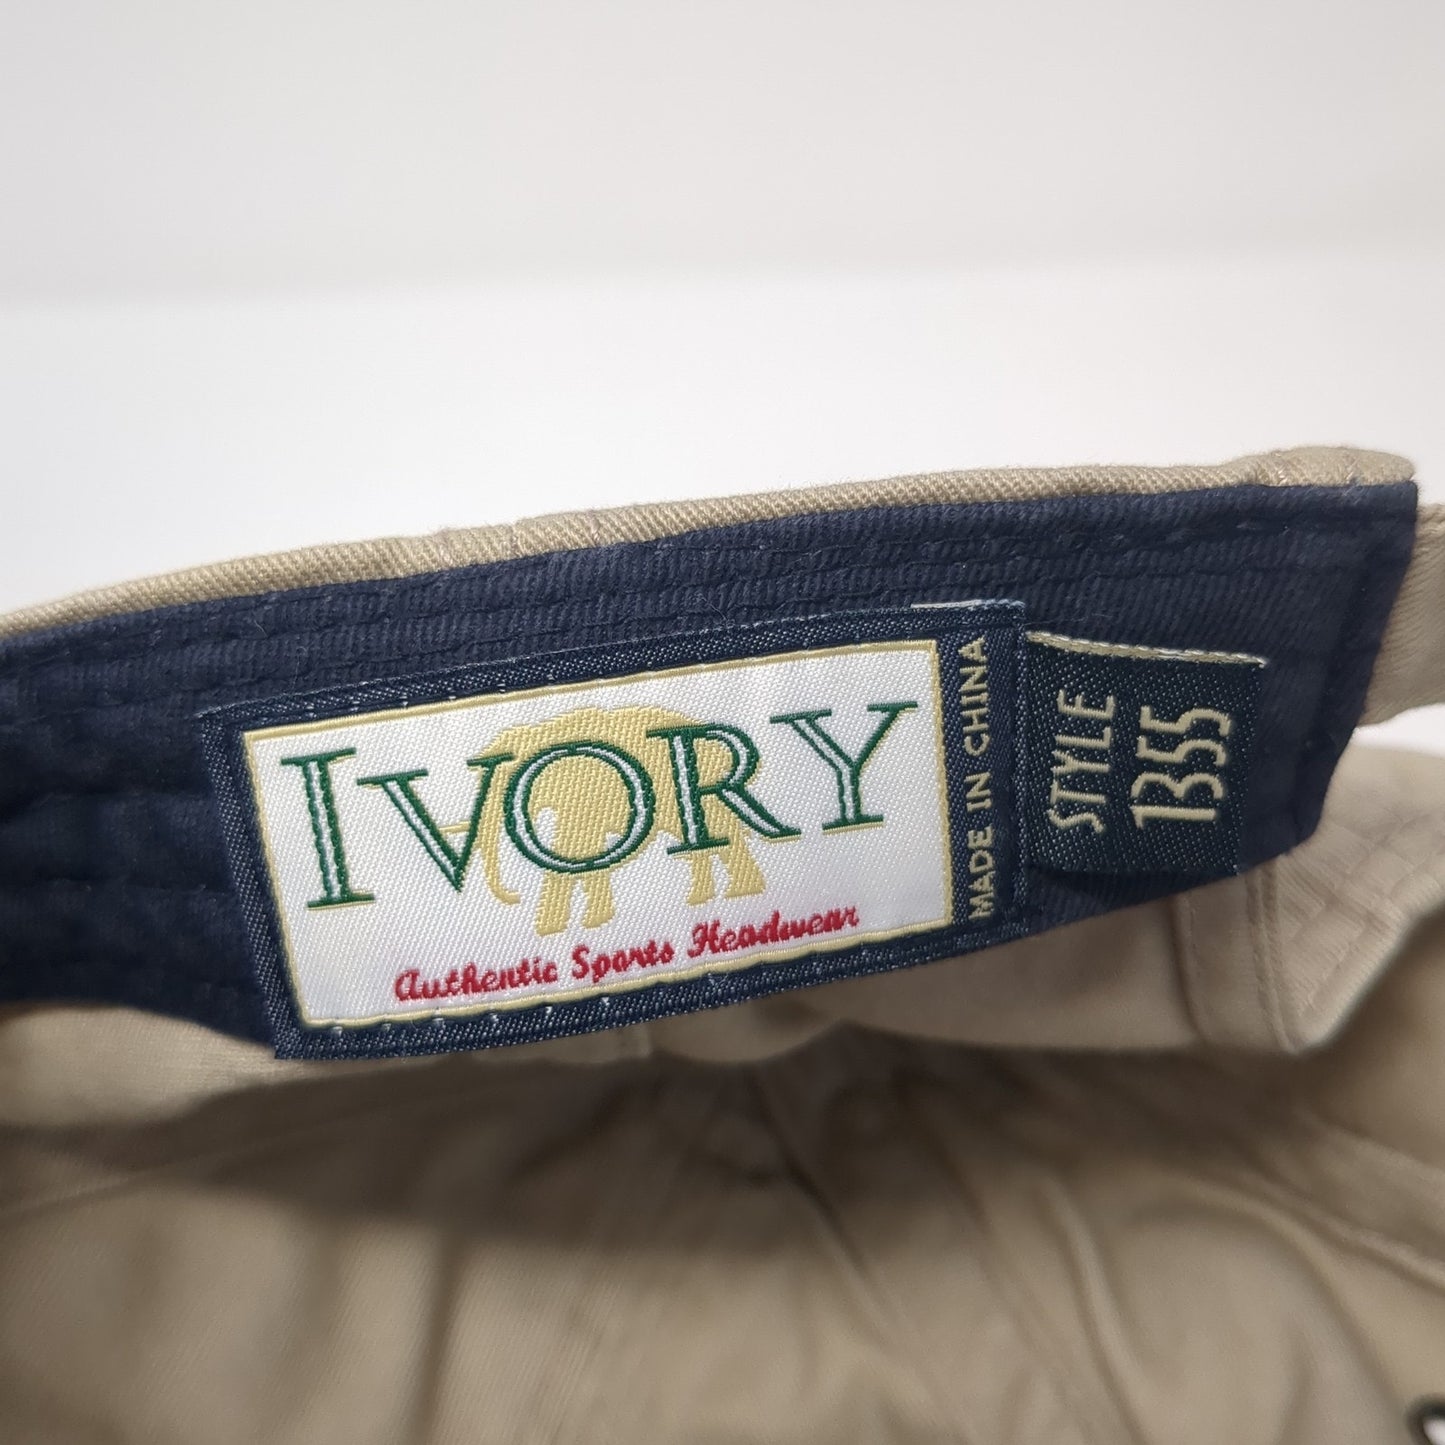 IVORY
Authentic Sports Headwear
MADE IN CHINA
STYLE
1355